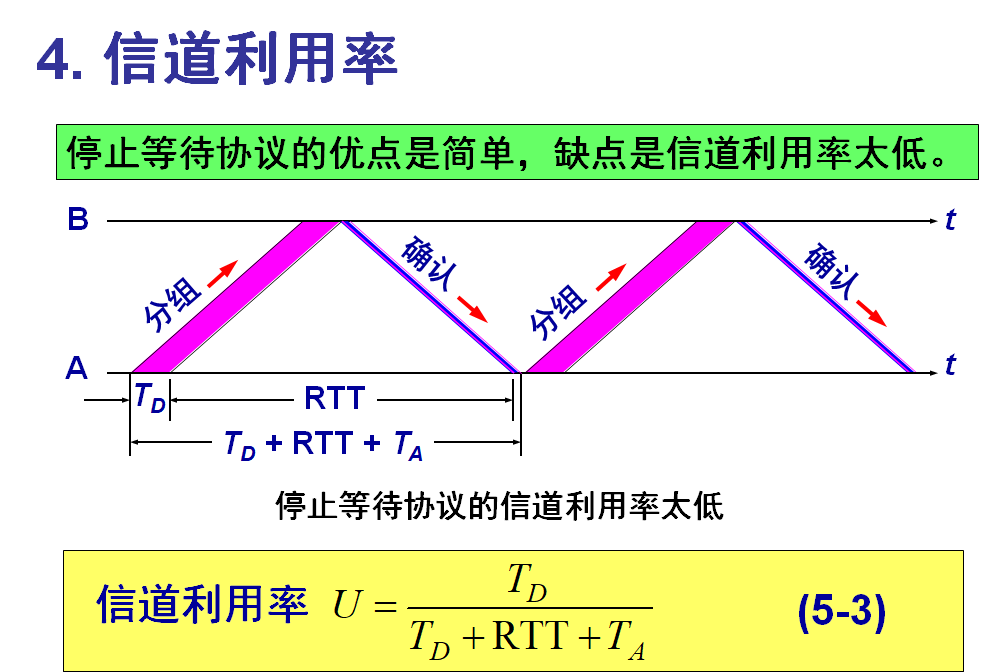 4. 信道利用率
停止等待协议的优点是简单，缺点是信道利用率太低。
B
t
分组
确认
分组
确认
A
t
T_D
RTT
T_D + RTT + T_A
停止等待协议的信道利用率太低
信道利用率 U = T_D / (T_D + RTT + T_A) (5-3)